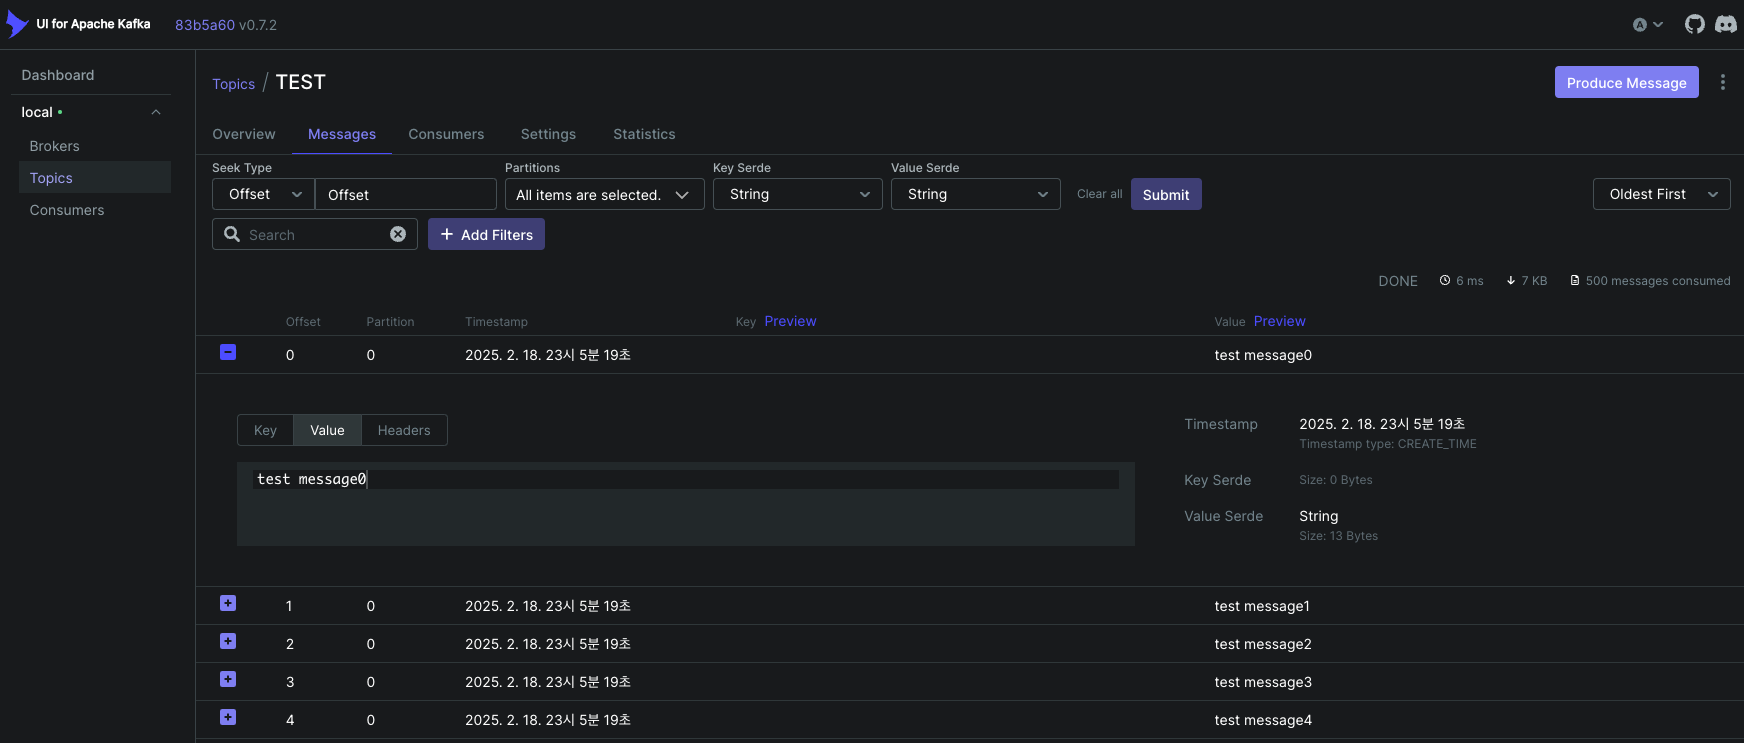 UI for Apache Kafka 83b5a60 v0.7.2 A
Dashboard
local
Brokers
Topics
Consumers
Topics / TEST
Produce Message
Overview Messages Consumers Settings Statistics
Seek Type Partitions Key Serde Value Serde
Offset Offset All items are selected. String String Clear all Submit Oldest First
Search Add Filters
DONE 6 ms 7 KB 500 messages consumed
Offset Partition Timestamp Key Preview Value Preview
0 0 2025. 2. 18. 23시 5분 19초 test message0
Key Value Headers
test message0
Timestamp 2025. 2. 18. 23시 5분 19초
Timestamp type: CREATE_TIME
Key Serde Size: 0 Bytes
Value Serde String
Size: 13 Bytes
1 0 2025. 2. 18. 23시 5분 19초 test message1
2 0 2025. 2. 18. 23시 5분 19초 test message2
3 0 2025. 2. 18. 23시 5분 19초 test message3
4 0 2025. 2. 18. 23시 5분 19초 test message4